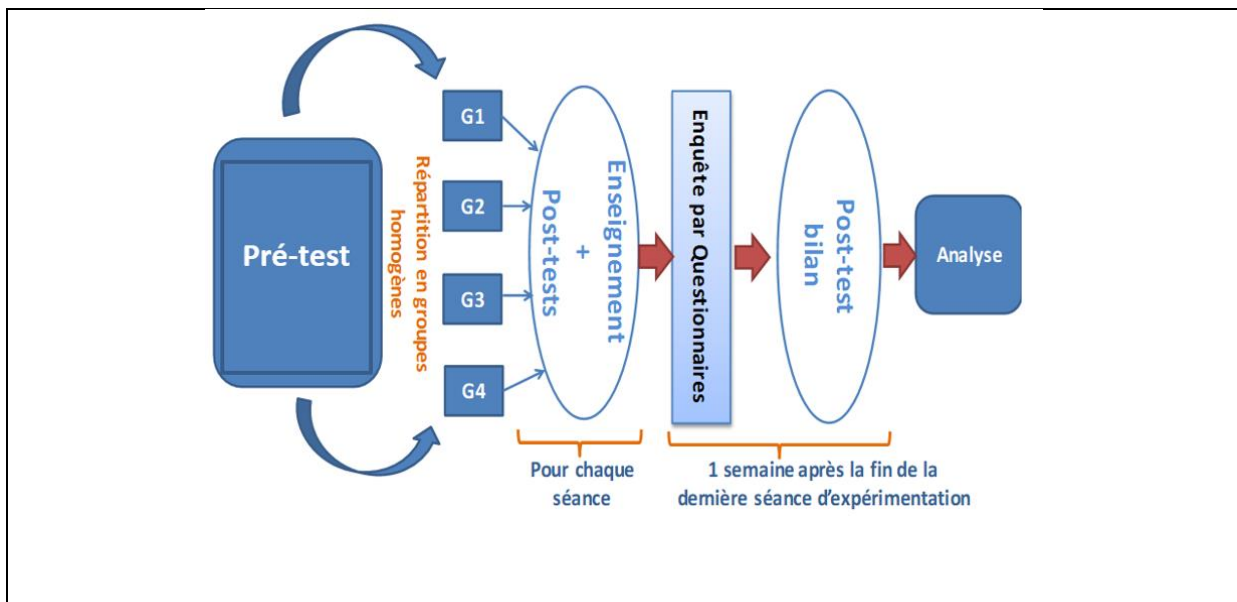 Pré-test
Répartition en groupes
homogènes
G1
G2
G3
G4
Enseignement
+
Post-tests
Enquête par Questionnaires
Post-test
bilan
Analyse
Pour chaque
séance
1 semaine après la fin de la
dernière séance d’expérimentation